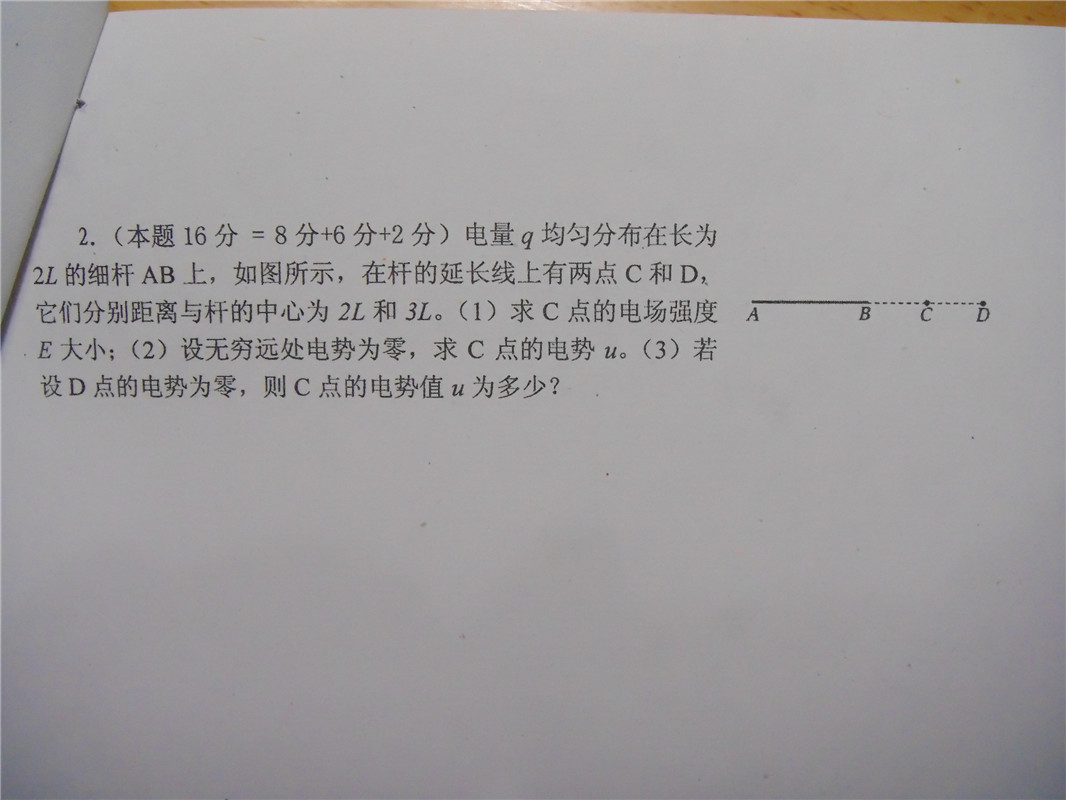 2.（本题 16 分 = 8 分+6 分+2 分）电量 q 均匀分布在长为
2L 的细杆 AB 上，如图所示，在杆的延长线上有两点 C 和 D，
它们分别距离与杆的中心为 2L 和 3L。（1）求 C 点的电场强度
E 大小；（2）设无穷远处电势为零，求 C 点的电势 u。（3）若
设 D 点的电势为零，则 C 点的电势值 u 为多少？
A B C D